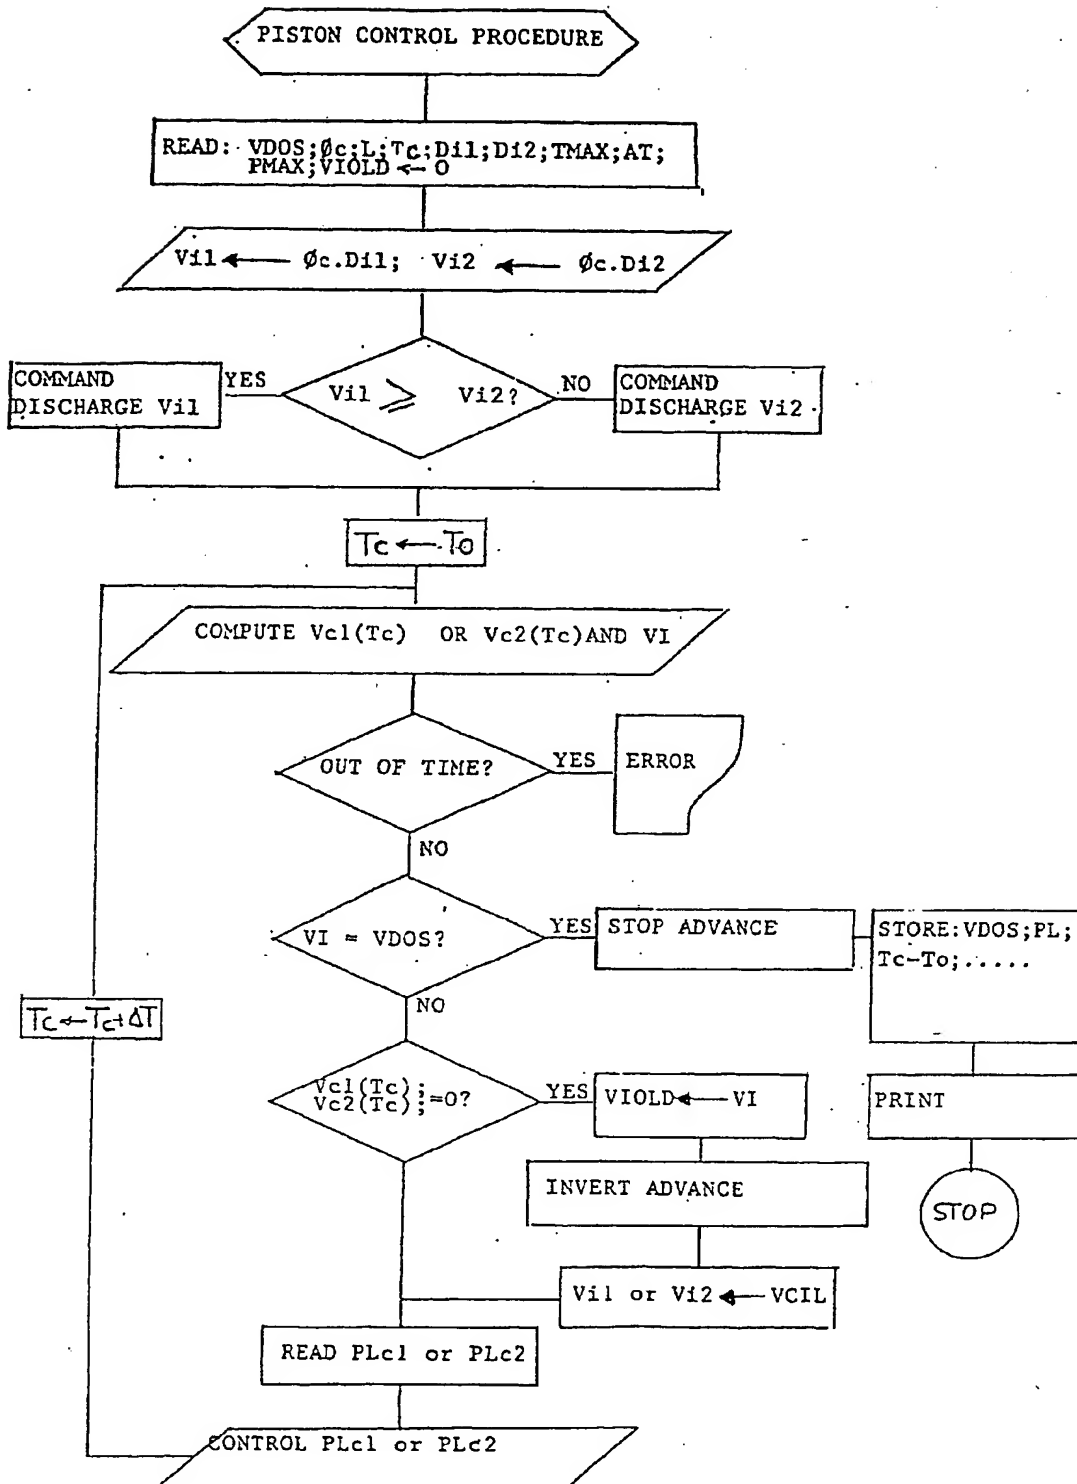 PISTON CONTROL PROCEDURE
READ: VDOS;Øc;L;Tc;Di1;Di2;TMAX;AT;
PMAX;VIOLD ← O
Vi1 ← Øc.Di1; Vi2 ← Øc.Di2
COMMAND
DISCHARGE Vi1
YES
Vi1 ≥ Vi2?
NO
COMMAND
DISCHARGE Vi2
Tc ← To
COMPUTE Vc1(Tc) OR Vc2(Tc)AND VI
OUT OF TIME?
YES
ERROR
NO
VI = VDOS?
YES
STOP ADVANCE
STORE:VDOS;PL;
Tc-To;.....
NO
Tc ← Tc+ΔT
Vc1(Tc);
Vc2(Tc);=0?
YES
VIOLD ← VI
PRINT
INVERT ADVANCE
STOP
Vi1 or Vi2 ← VCIL
READ PLc1 or PLc2
CONTROL PLc1 or PLc2